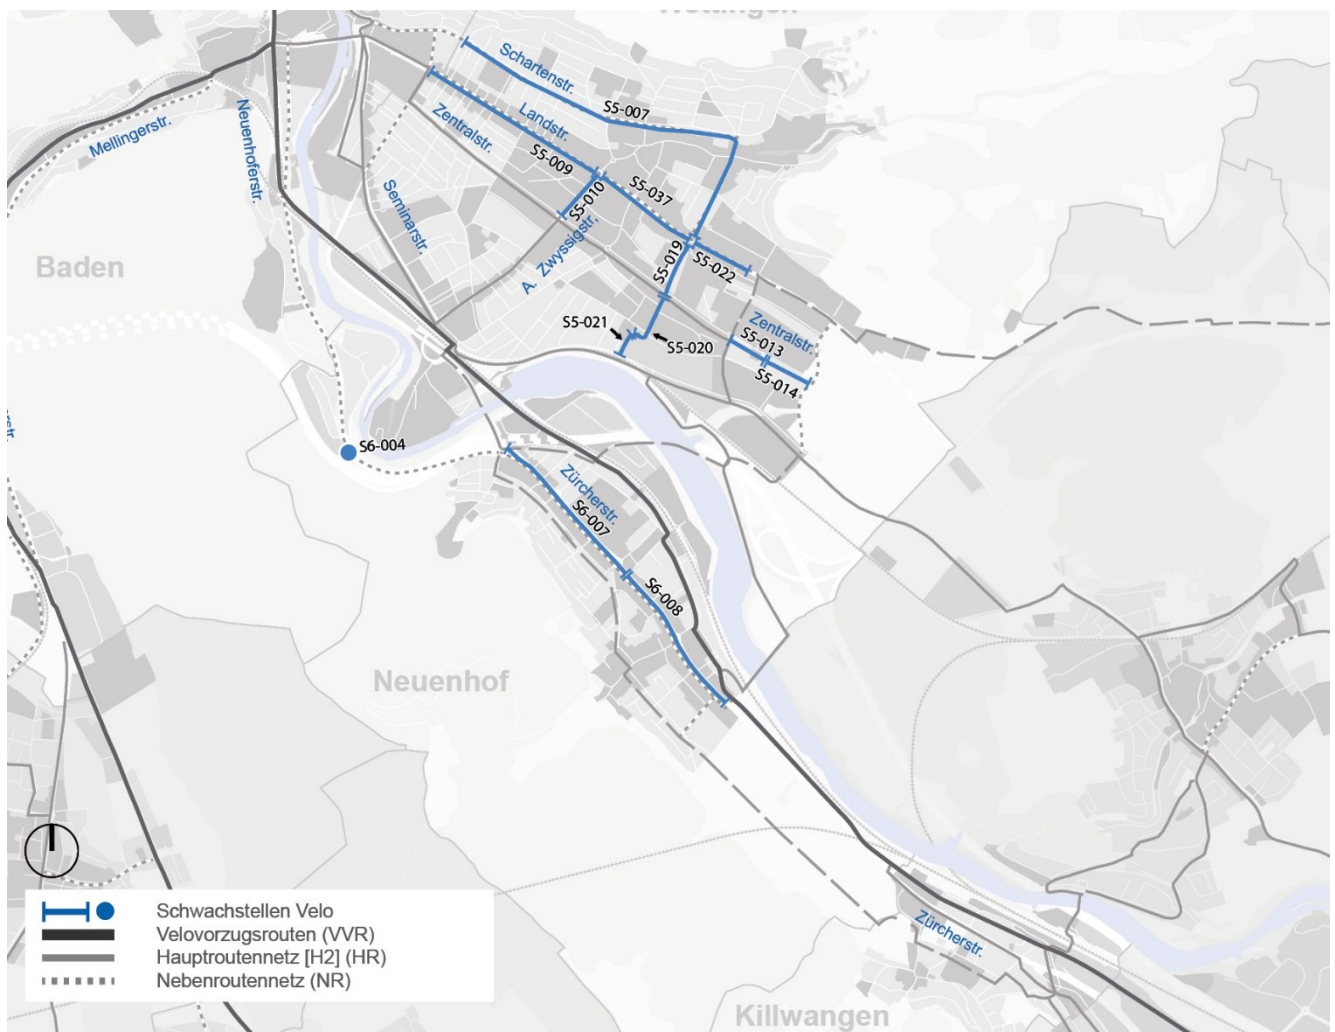 Wettingen
Schartenstr.
S5-007
Mellingerstr.
Neuenhoferstr.
Landstr.
Zentralstr.
S5-009
S5-037
S5-010
Seminarstr.
A. Zwyssigstr.
S5-019
S5-022
Baden
S5-021
S5-020
Zentralstr.
S5-013
S5-014
S6-004
Zürcherstr.
S6-007
S6-008
Neuenhof
Schwachstellen Velo
Velovorzugsrouten (VVR)
Hauptroutennetz [H2] (HR)
Nebenroutennetz (NR)
Zürcherstr.
Killwangen